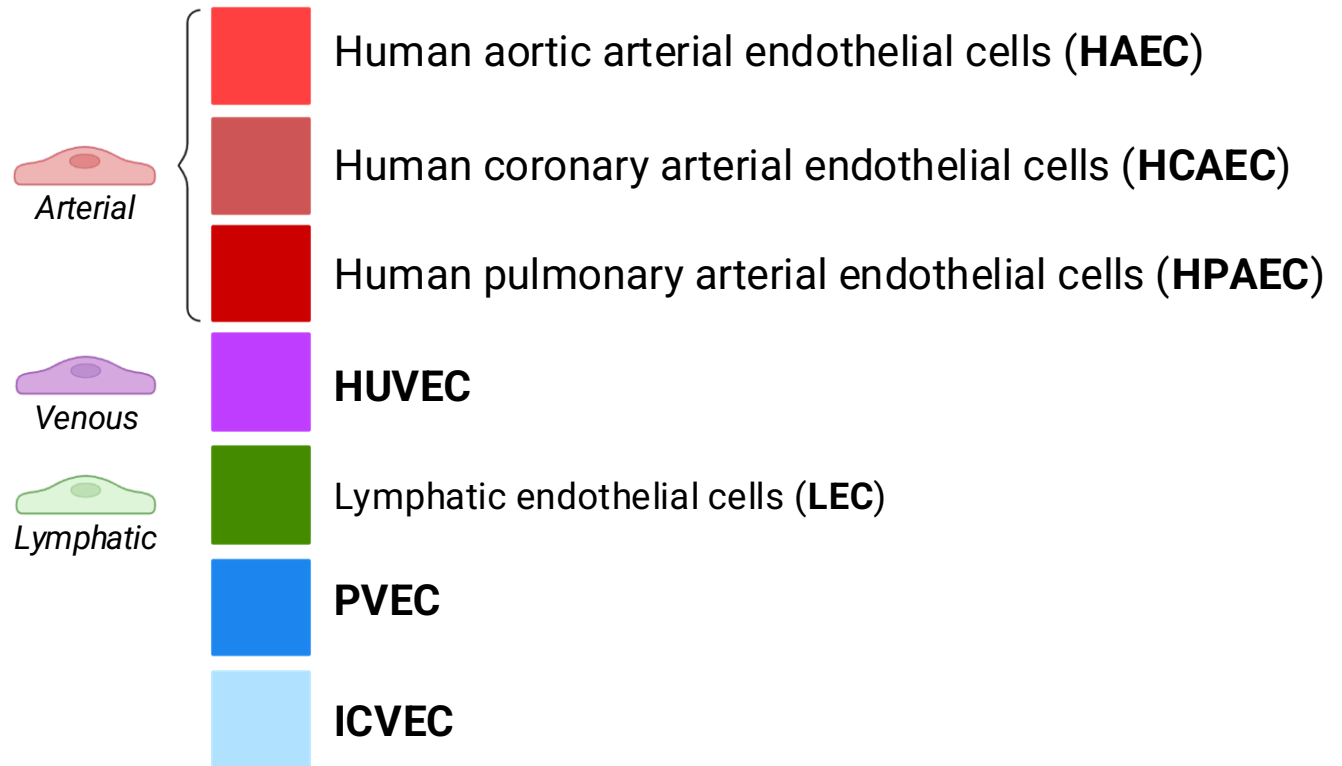 Human aortic arterial endothelial cells (HAEC)
Human coronary arterial endothelial cells (HCAEC)
Arterial
Human pulmonary arterial endothelial cells (HPAEC)
HUVEC
Venous
Lymphatic endothelial cells (LEC)
Lymphatic
PVEC
ICVEC